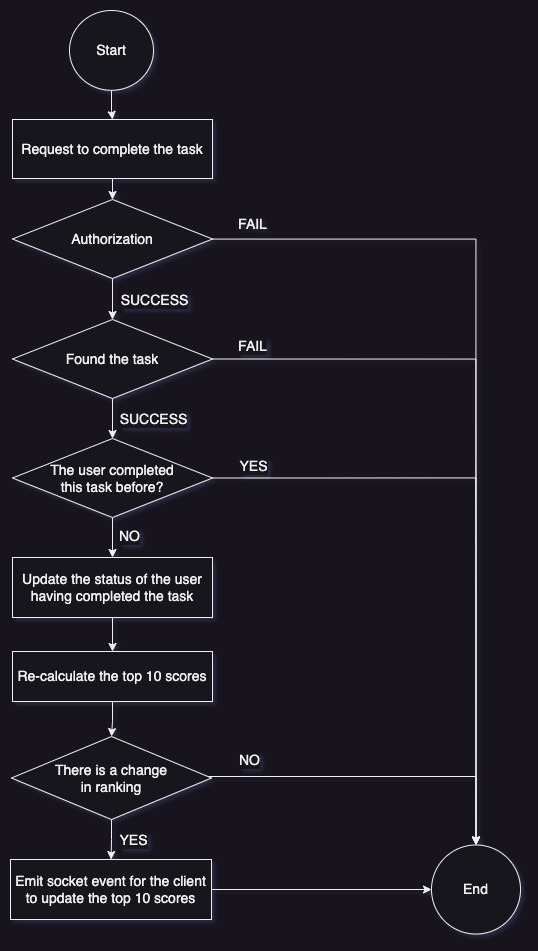 Start
Request to complete the task
Authorization
FAIL
SUCCESS
Found the task
FAIL
SUCCESS
The user completed
this task before?
YES
NO
Update the status of the user
having completed the task
Re-calculate the top 10 scores
There is a change
in ranking
NO
YES
Emit socket event for the client
to update the top 10 scores
End